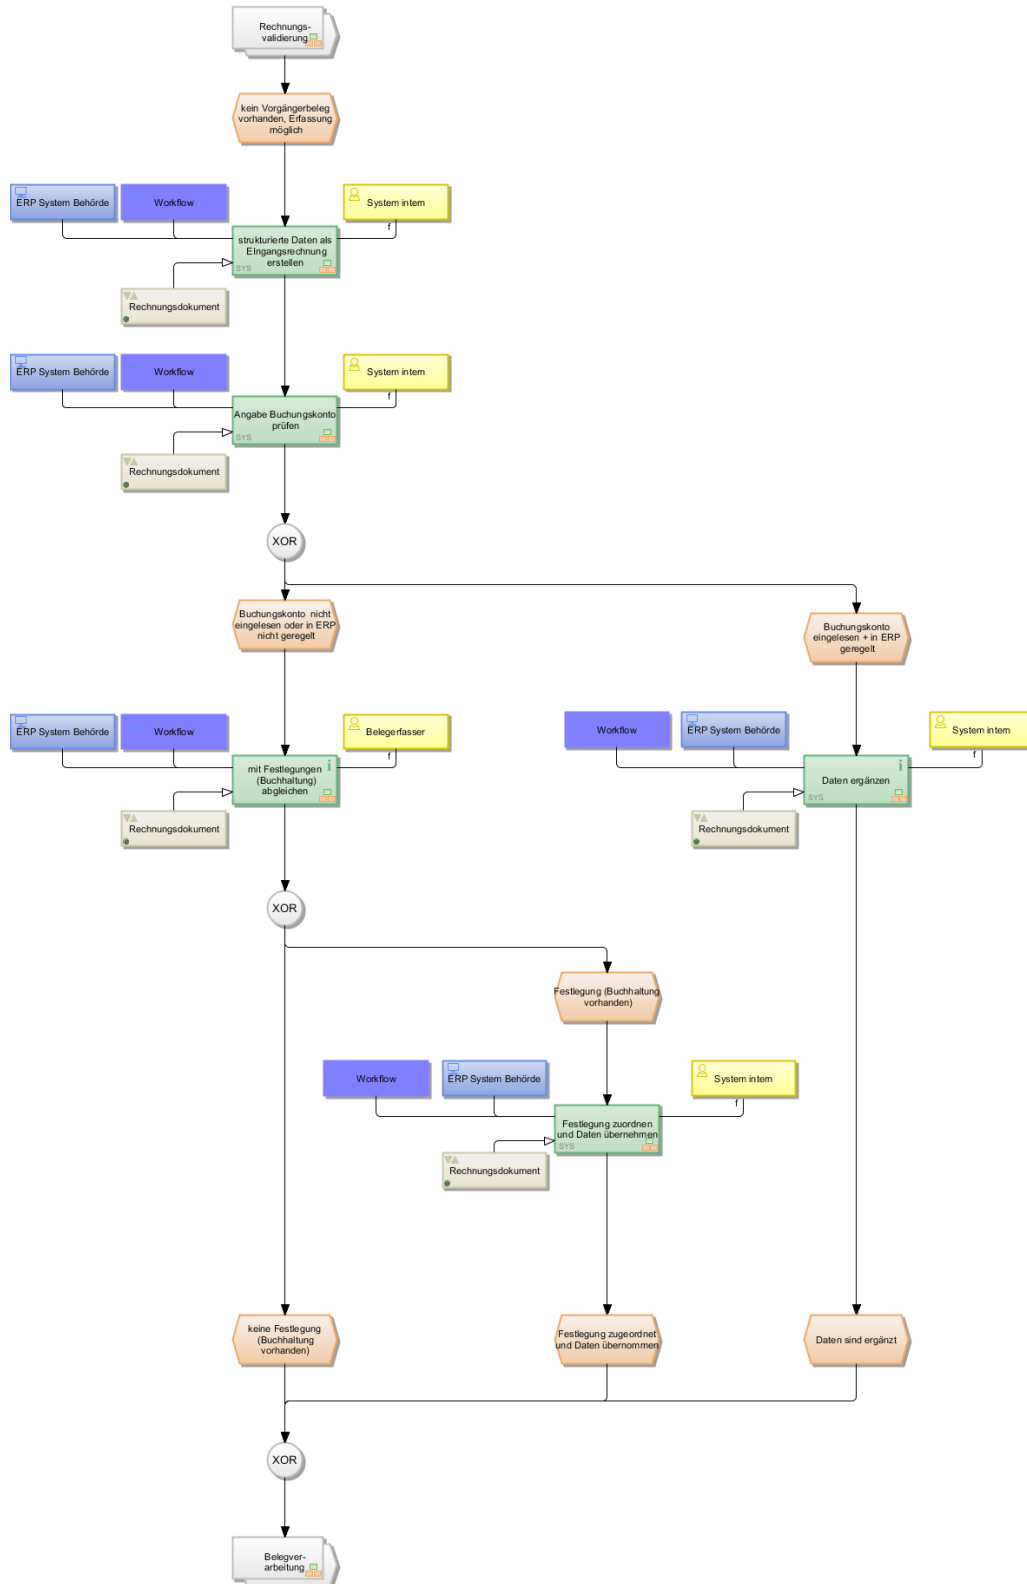 Rechnungs-
validierung
kein Vorgängerbeleg
vorhanden, Erfassung
möglich
ERP System Behörde
Workflow
System intern
f
strukturierte Daten als
EIngangsrechnung
erstellen
SYS
Rechnungsdokument
ERP System Behörde
Workflow
System intern
f
Angabe Buchungskonto
prüfen
SYS
Rechnungsdokument
XOR
Buchungskonto nicht
eingelesen oder in ERP
nicht geregelt
Buchungskonto
eingelesen + in ERP
geregelt
ERP System Behörde
Workflow
Belegerfasser
f
mit Festlegungen
(Buchhaltung)
abgleichen
Rechnungsdokument
Workflow
ERP System Behörde
System intern
f
Daten ergänzen
SYS
Rechnungsdokument
XOR
Festlegung (Buchhaltung
vorhanden)
Workflow
ERP System Behörde
System intern
f
Festlegung zuordnen
und Daten übernehmen
SYS
Rechnungsdokument
keine Festlegung
(Buchhaltung
vorhanden)
Festlegung zugeordnet
und Daten übernommen
Daten sind ergänzt
XOR
Belegver-
arbeitung